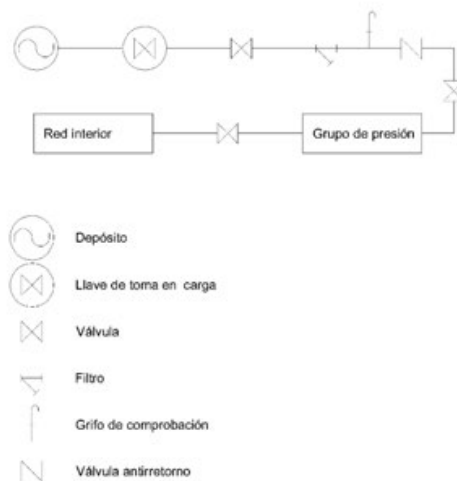 Red interior
Grupo de presión
Depósito
Llave de toma en carga
Válvula
Filtro
Grifo de comprobación
Válvula antirretorno